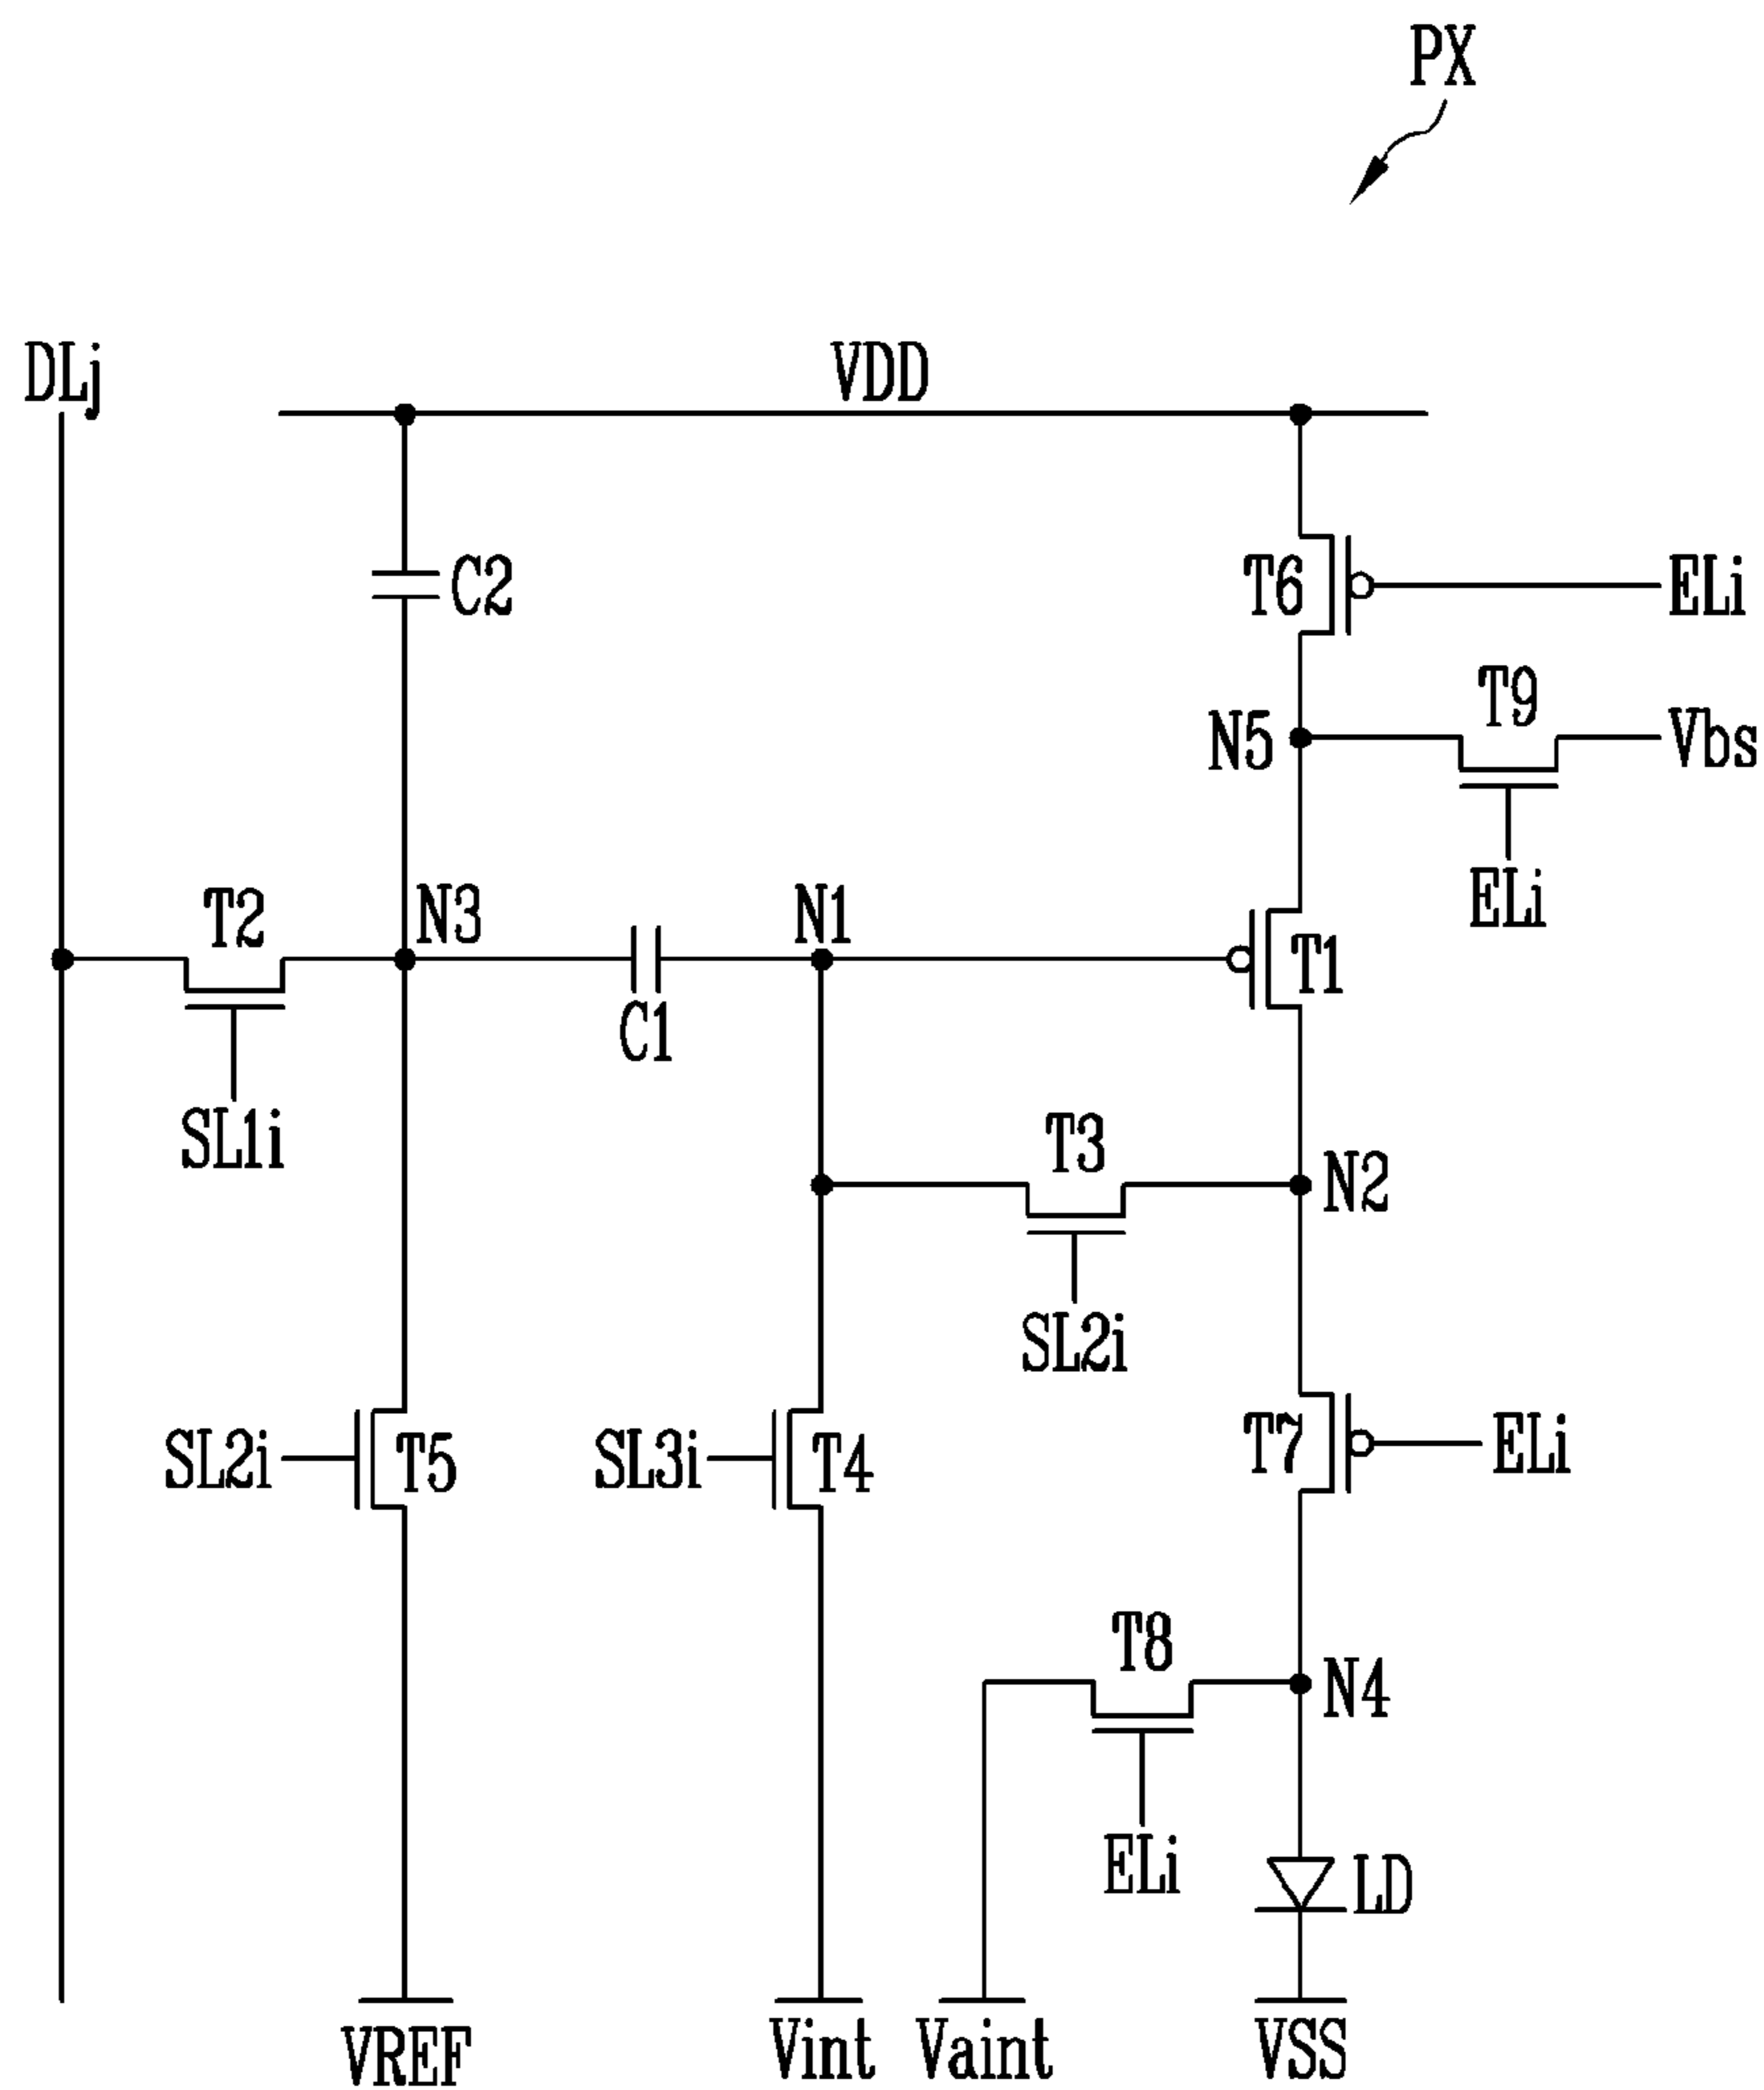 PX
DLj
VDD
C2
T6
ELi
T9
N5
Vbs
ELi
T2
N3
N1
T1
C1
SL1i
T3
N2
SL2i
SL2i
T5
SL3i
T4
T7
ELi
T8
N4
ELi
LD
VREF
Vint
Vaint
VSS